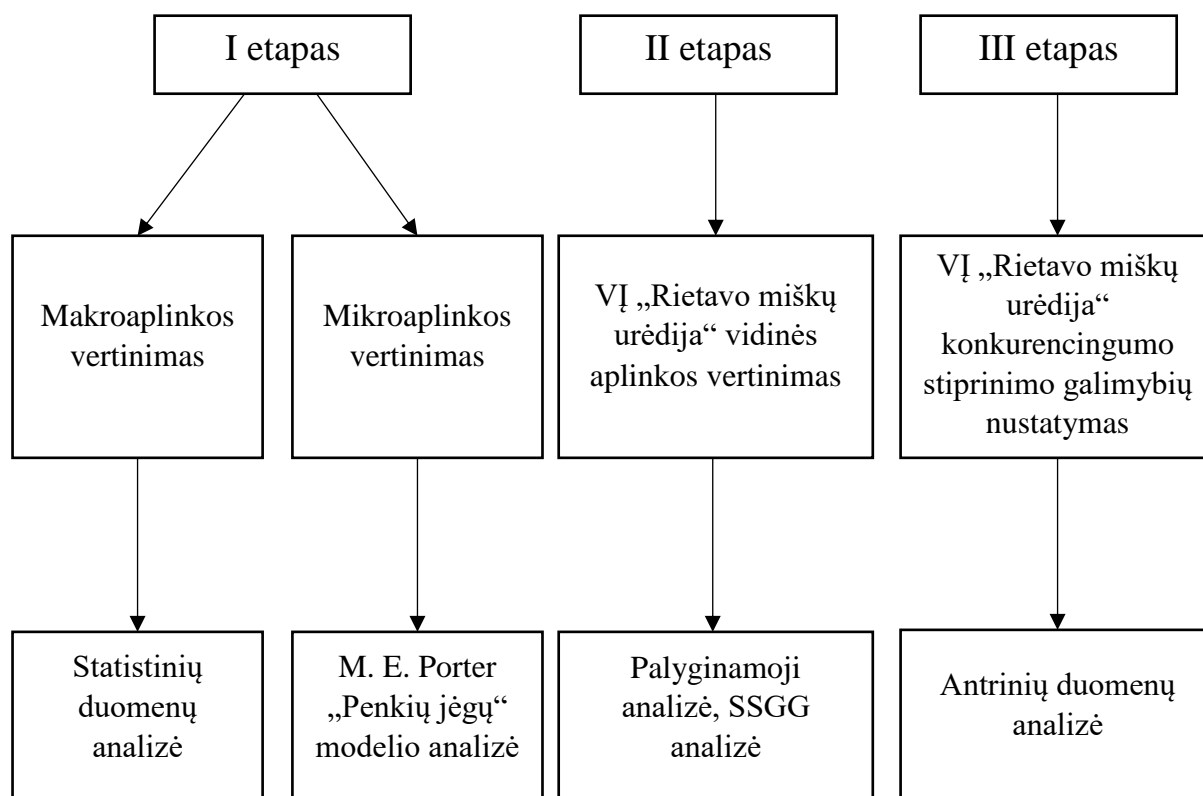 I etapas
II etapas
III etapas
Makroaplinkos
vertinimas
Mikroaplinkos
vertinimas
VĮ „Rietavo miškų
urėdija“ vidinės
aplinkos vertinimas
VĮ „Rietavo miškų
urėdija“
konkurencingumo
stiprinimo galimybių
nustatymas
Statistinių
duomenų
analizė
M. E. Porter
„Penkių jėgų“
modelio analizė
Palyginamoji
analizė, SSGG
analizė
Antrinių duomenų
analizė